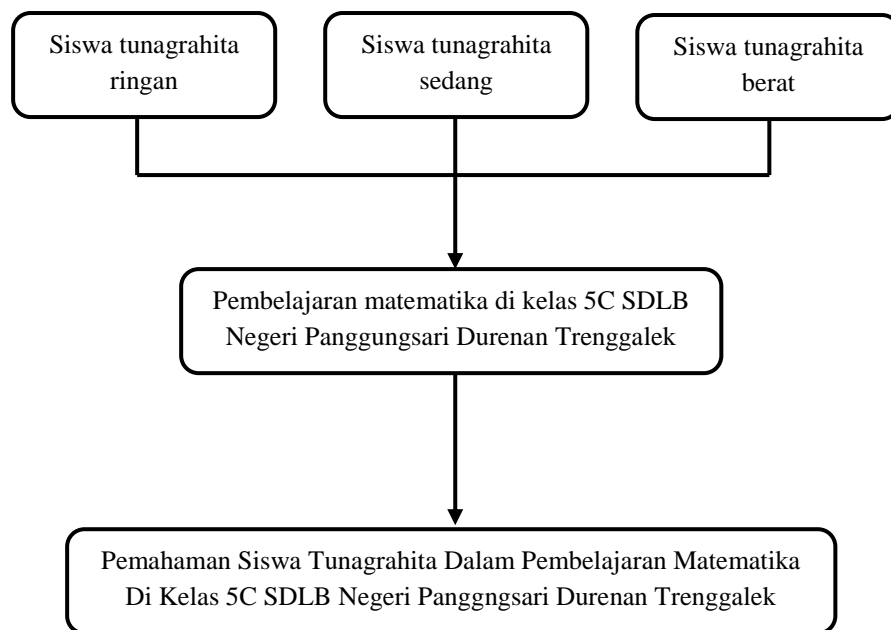 Siswa tunagrahita
ringan
Siswa tunagrahita
sedang
Siswa tunagrahita
berat
Pembelajaran matematika di kelas 5C SDLB
Negeri Panggungsari Durenan Trenggalek
Pemahaman Siswa Tunagrahita Dalam Pembelajaran Matematika
Di Kelas 5C SDLB Negeri Panggngsari Durenan Trenggalek